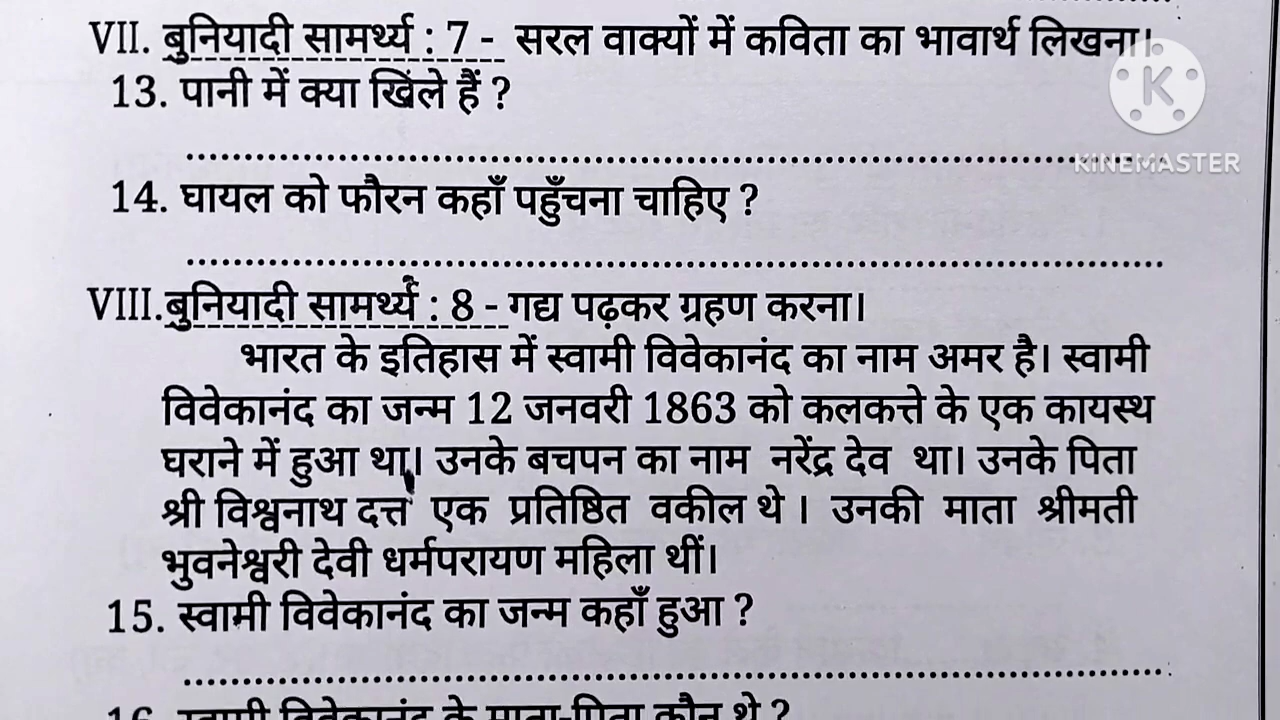 VII. बुनियादी सामर्थ्य : 7 - सरल वाक्यों में कविता का भावार्थ लिखना।
13. पानी में क्या खिले हैं ?
K
KINEMASTER
14. घायल को फौरन कहाँ पहुँचना चाहिए ?
VIII.बुनियादी सामर्थ्य : 8 - गद्य पढ़कर ग्रहण करना।
भारत के इतिहास में स्वामी विवेकानंद का नाम अमर है। स्वामी
विवेकानंद का जन्म 12 जनवरी 1863 को कलकत्ते के एक कायस्थ
घराने में हुआ था। उनके बचपन का नाम नरेंद्र देव था। उनके पिता
श्री विश्वनाथ दत्त एक प्रतिष्ठित वकील थे । उनकी माता श्रीमती
भुवनेश्वरी देवी धर्मपरायण महिला थीं।
15. स्वामी विवेकानंद का जन्म कहाँ हुआ ?
16. स्वामी विवेकानंद के माता-पिता कौन थे ?